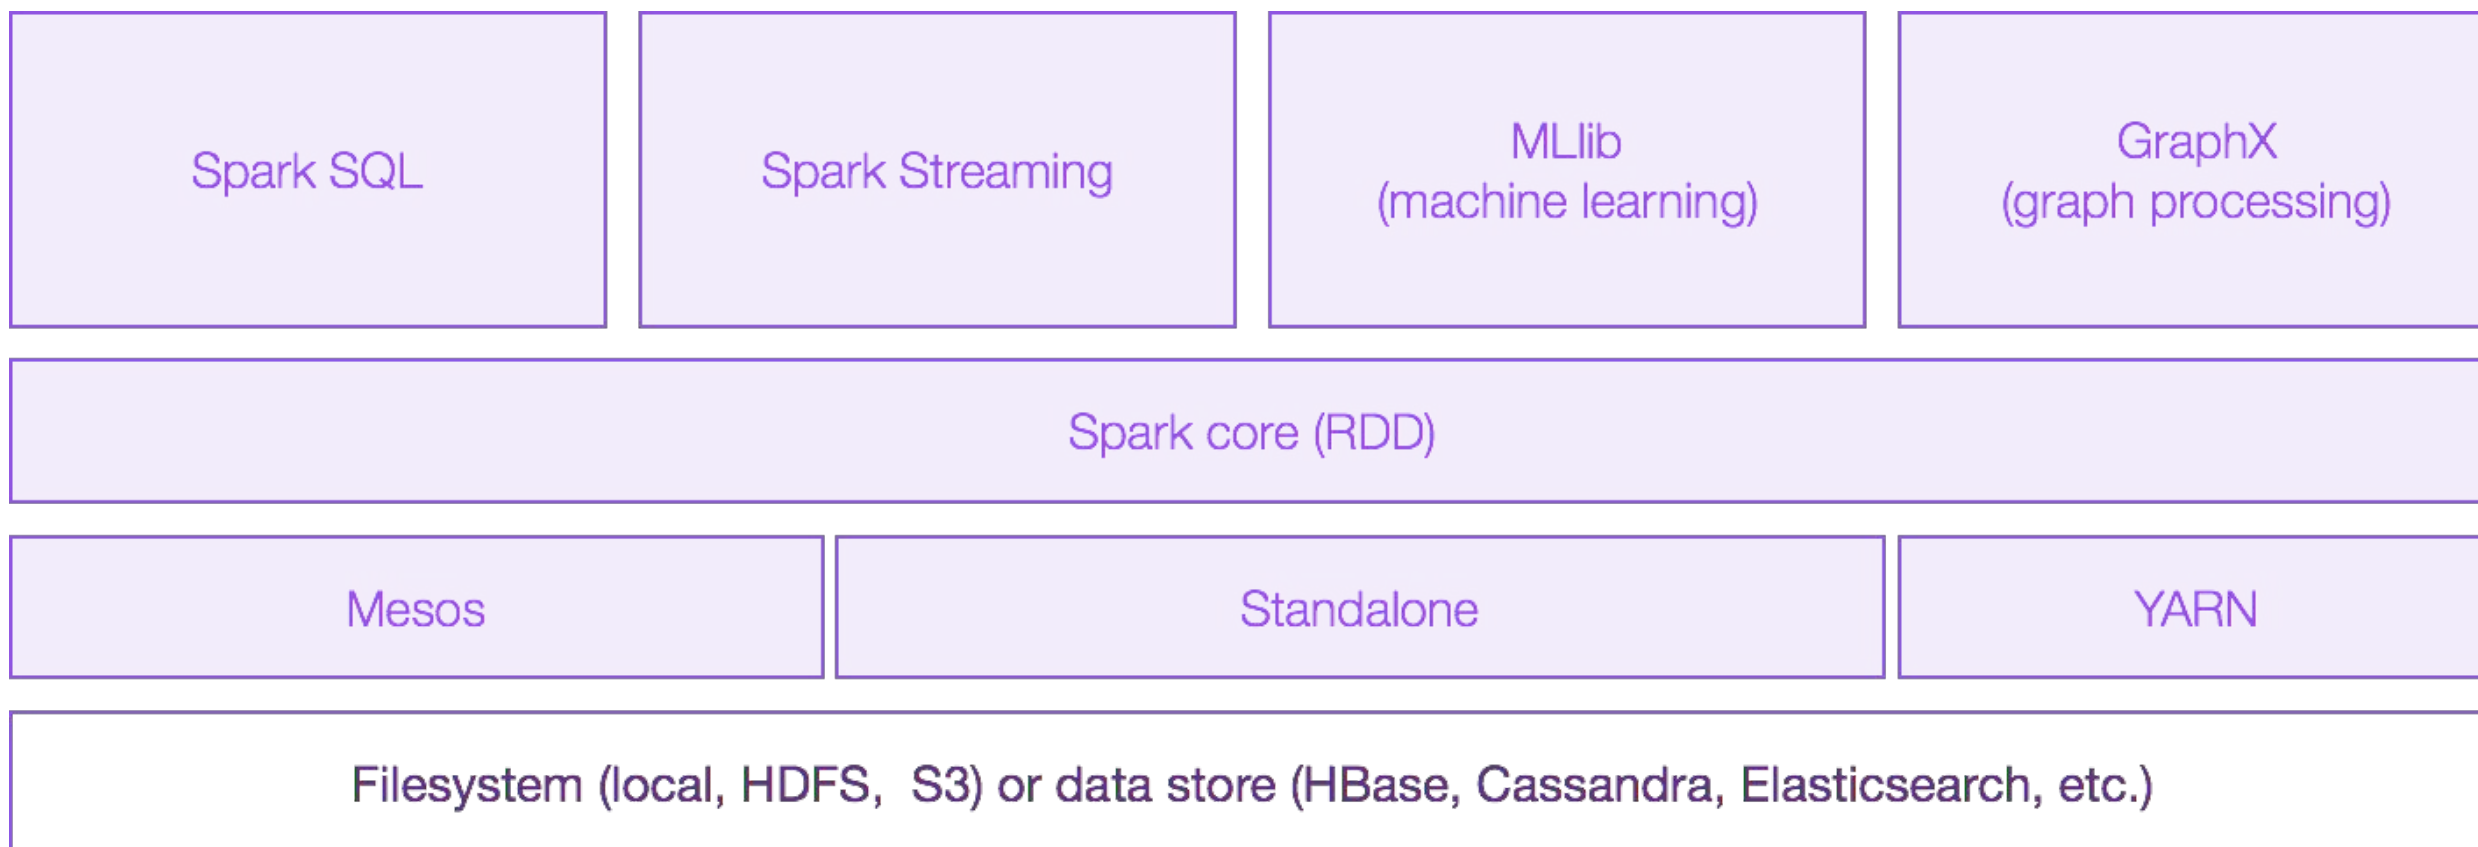 Spark SQL
Spark Streaming
MLlib
(machine learning)
GraphX
(graph processing)
Spark core (RDD)
Mesos
Standalone
YARN
Filesystem (local, HDFS,  S3) or data store (HBase, Cassandra, Elasticsearch, etc.)